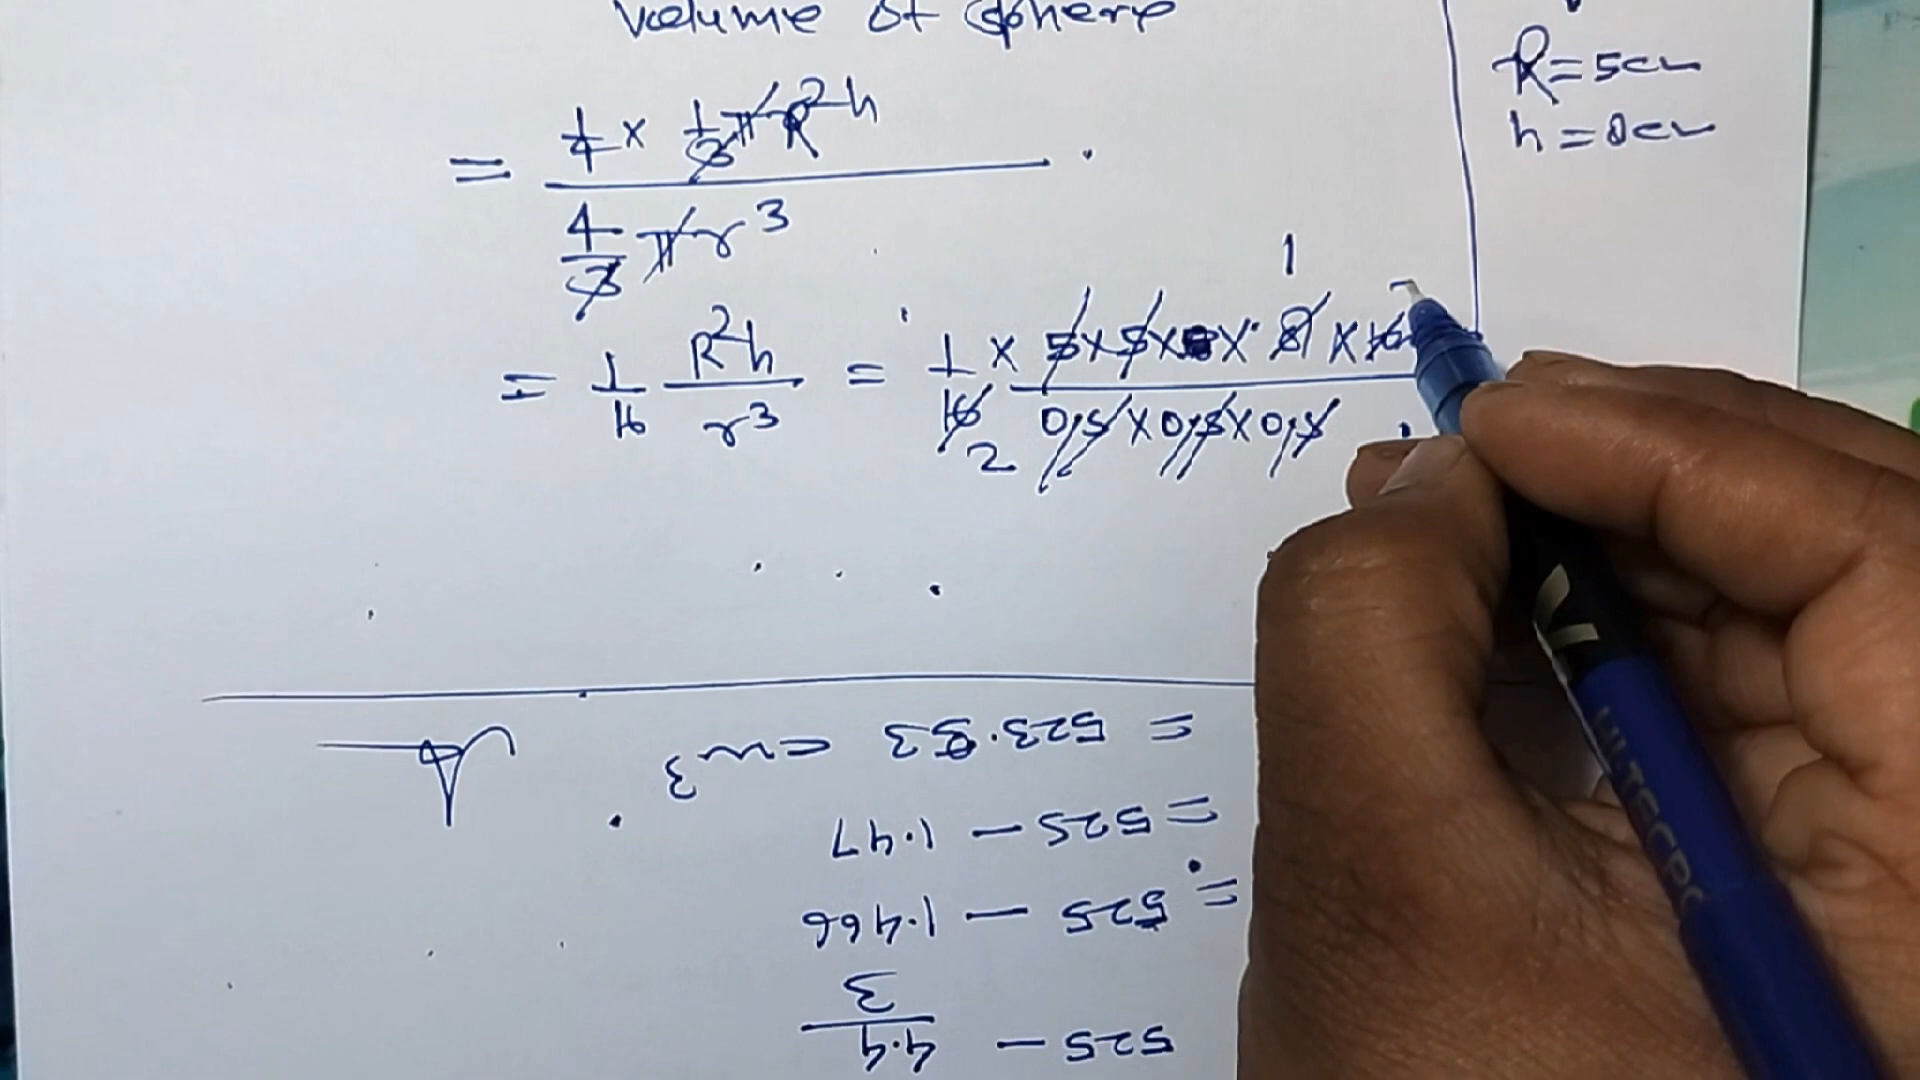 Volume of sphere
R = 5cm
h = 8cm
= 1/4 × 1/3 π R²h
4/3 π r³
= 1/16 R²h/r³ = 1/16 × 5×5× × 8 ×
0.5 × 0.5 × 0.5
1
2
= 523.53 cm³
= 525 - 1.47
= 525 - 1.466
525 - 4.4/3
HI-TECPO